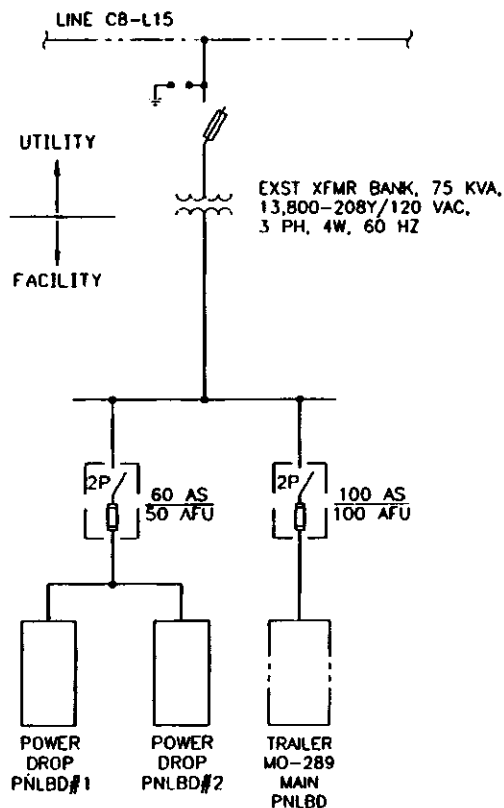 LINE C8-L15
UTILITY
FACILITY
EXST XFMR BANK, 75 KVA,
13,800-208Y/120 VAC,
3 PH, 4W, 60 HZ
2P
60 AS
50 AFU
2P
100 AS
100 AFU
POWER
DROP
PNLBD#1
POWER
DROP
PNLBD#2
TRAILER
MO-289
MAIN
PNLBD